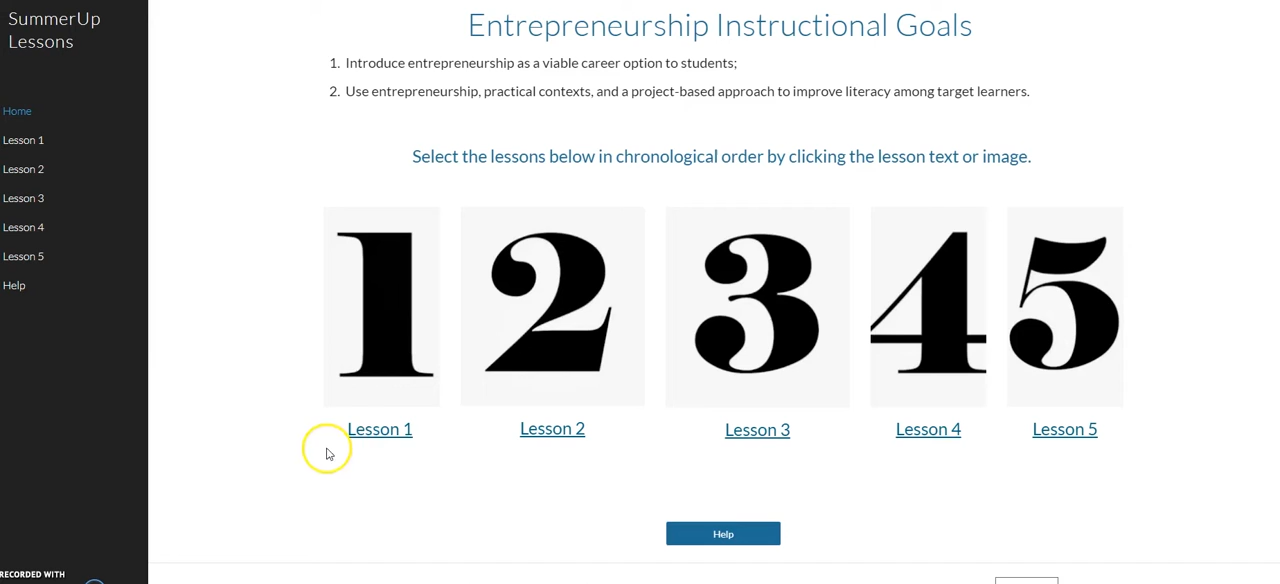 SummerUp
Lessons
Home
Lesson 1
Lesson 2
Lesson 3
Lesson 4
Lesson 5
Help
Entrepreneurship Instructional Goals
1. Introduce entrepreneurship as a viable career option to students;
2. Use entrepreneurship, practical contexts, and a project-based approach to improve literacy among target learners.
Select the lessons below in chronological order by clicking the lesson text or image.
1 2 3 4 5
Lesson 1 Lesson 2 Lesson 3 Lesson 4 Lesson 5
Help
RECORDED WITH